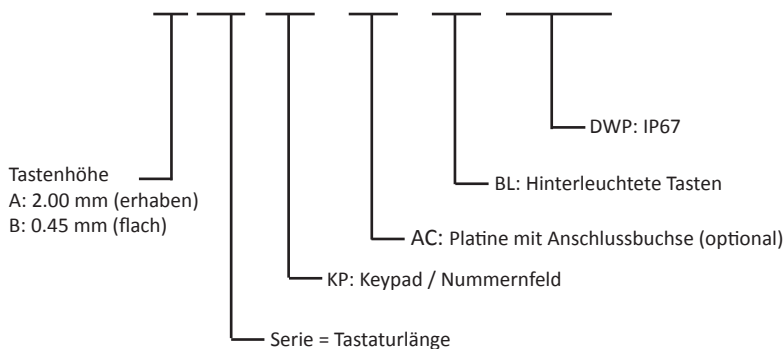 DWP: IP67
Tastenhöhe
A: 2.00 mm (erhaben)
B: 0.45 mm (flach)
BL: Hinterleuchtete Tasten
AC: Platine mit Anschlussbuchse (optional)
KP: Keypad / Nummernfeld
Serie = Tastaturlänge